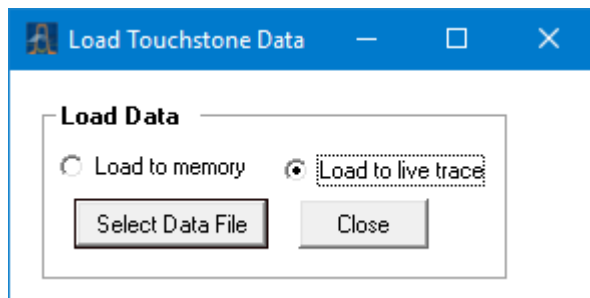 Load Touchstone Data
Load Data
Load to memory Load to live trace
Select Data File Close